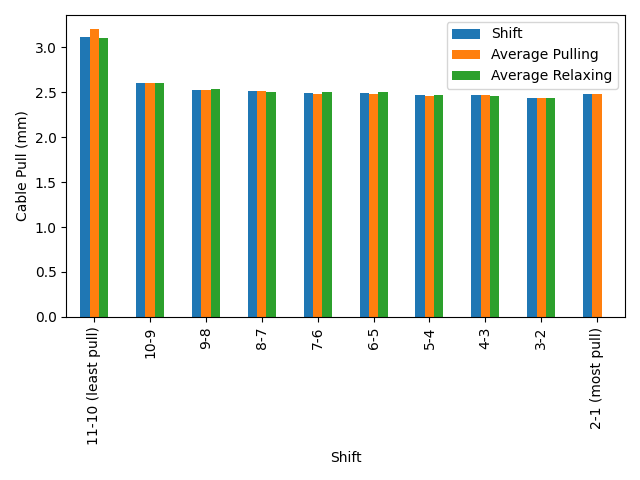 Shift
Average Pulling
Average Relaxing
Cable Pull (mm)
3.0
2.5
2.0
1.5
1.0
0.5
0.0
11-10 (least pull)
10-9
9-8
8-7
7-6
6-5
5-4
4-3
3-2
2-1 (most pull)
Shift